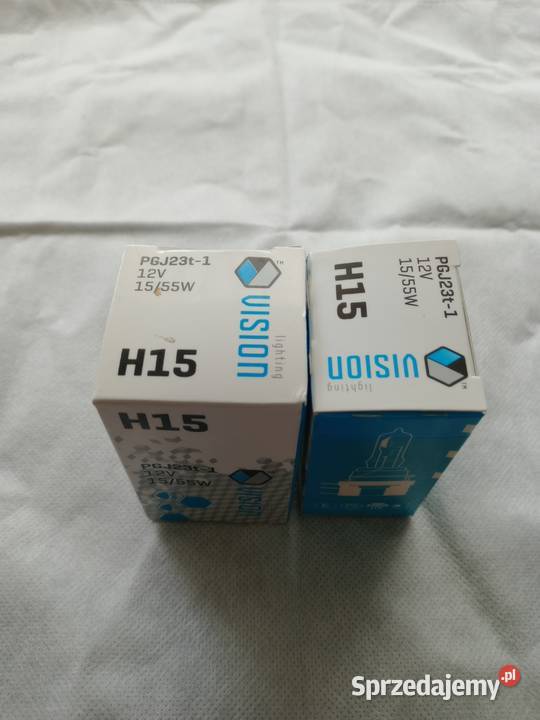 PGJ23t-1
12V
15/55W
H15
VISION
lighting
H15
PGJ23t-1
12V
15/55W
VISION
PGJ23t-1
12V
15/55W
H15
VISION
lighting
TM
Sprzedajemy.pl